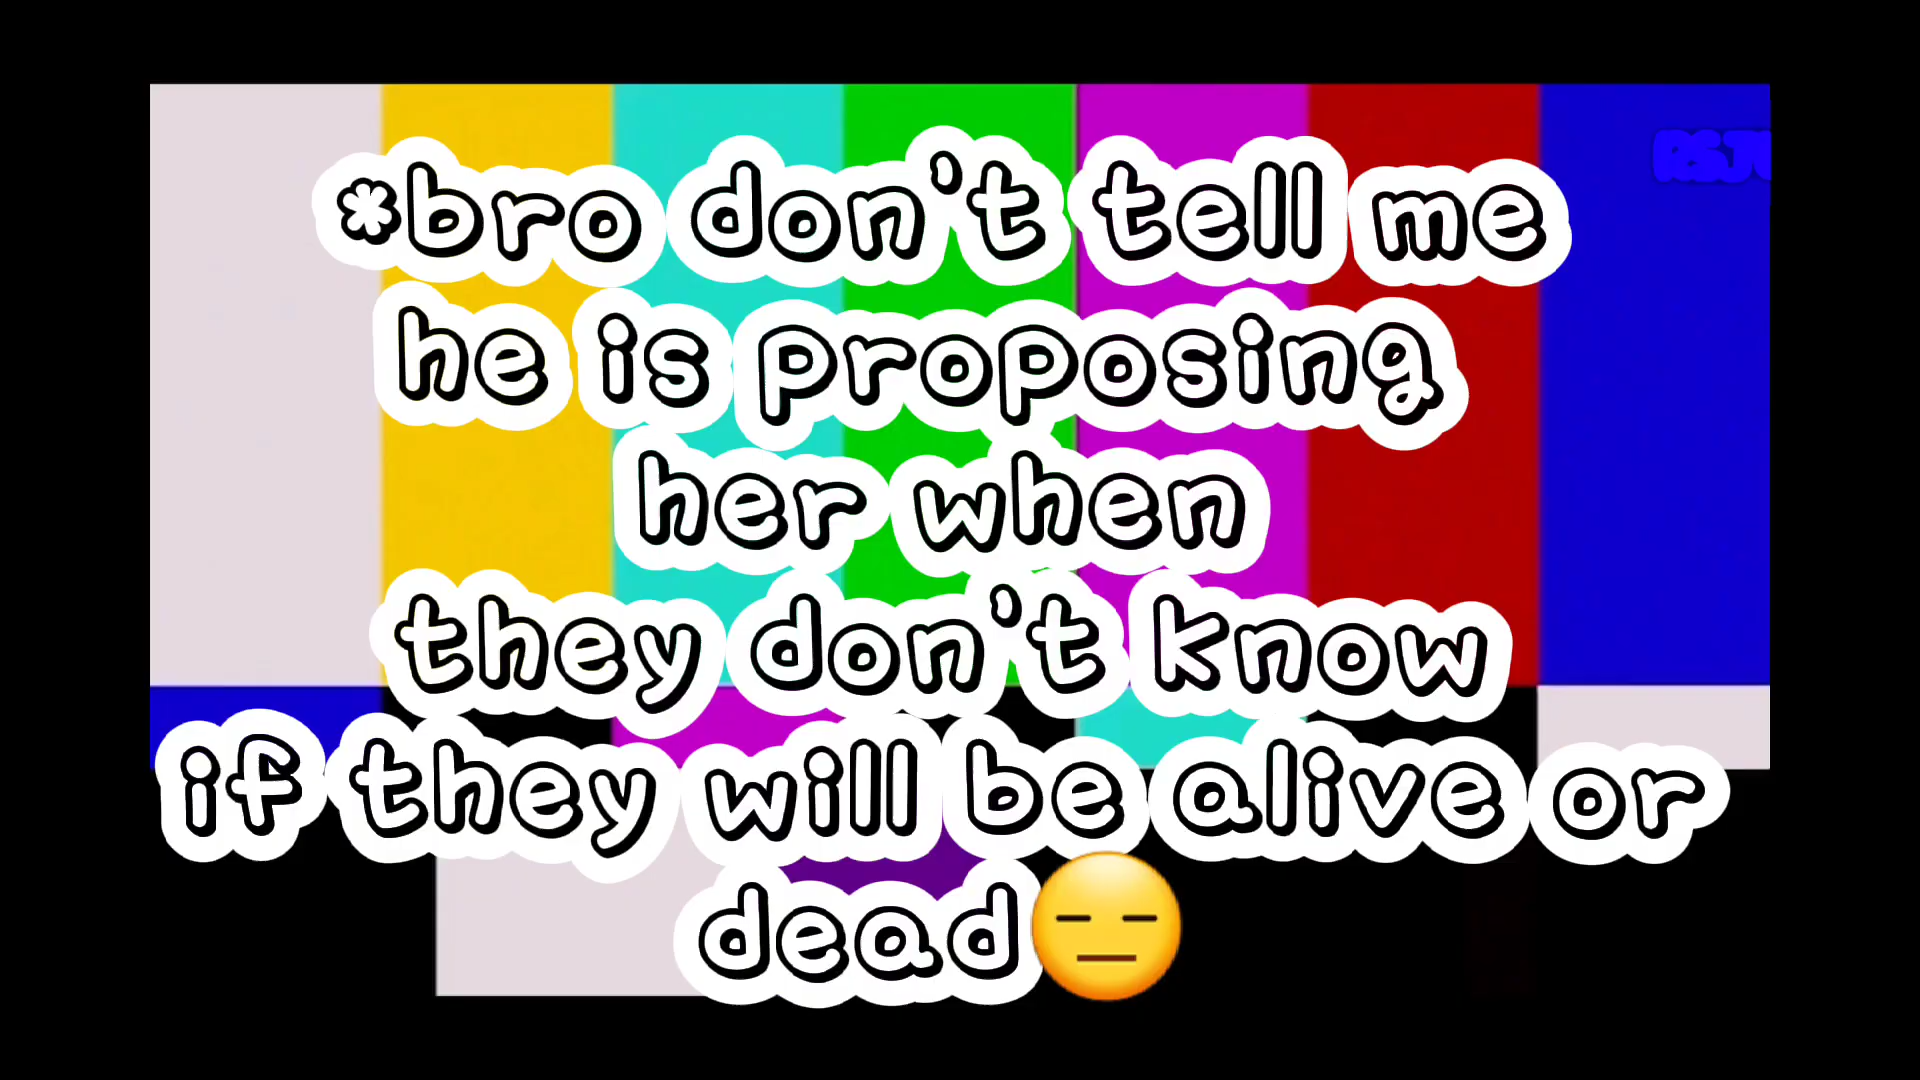 *bro don't tell me
he is proposing
her when
they don't know
if they will be alive or
dead😑